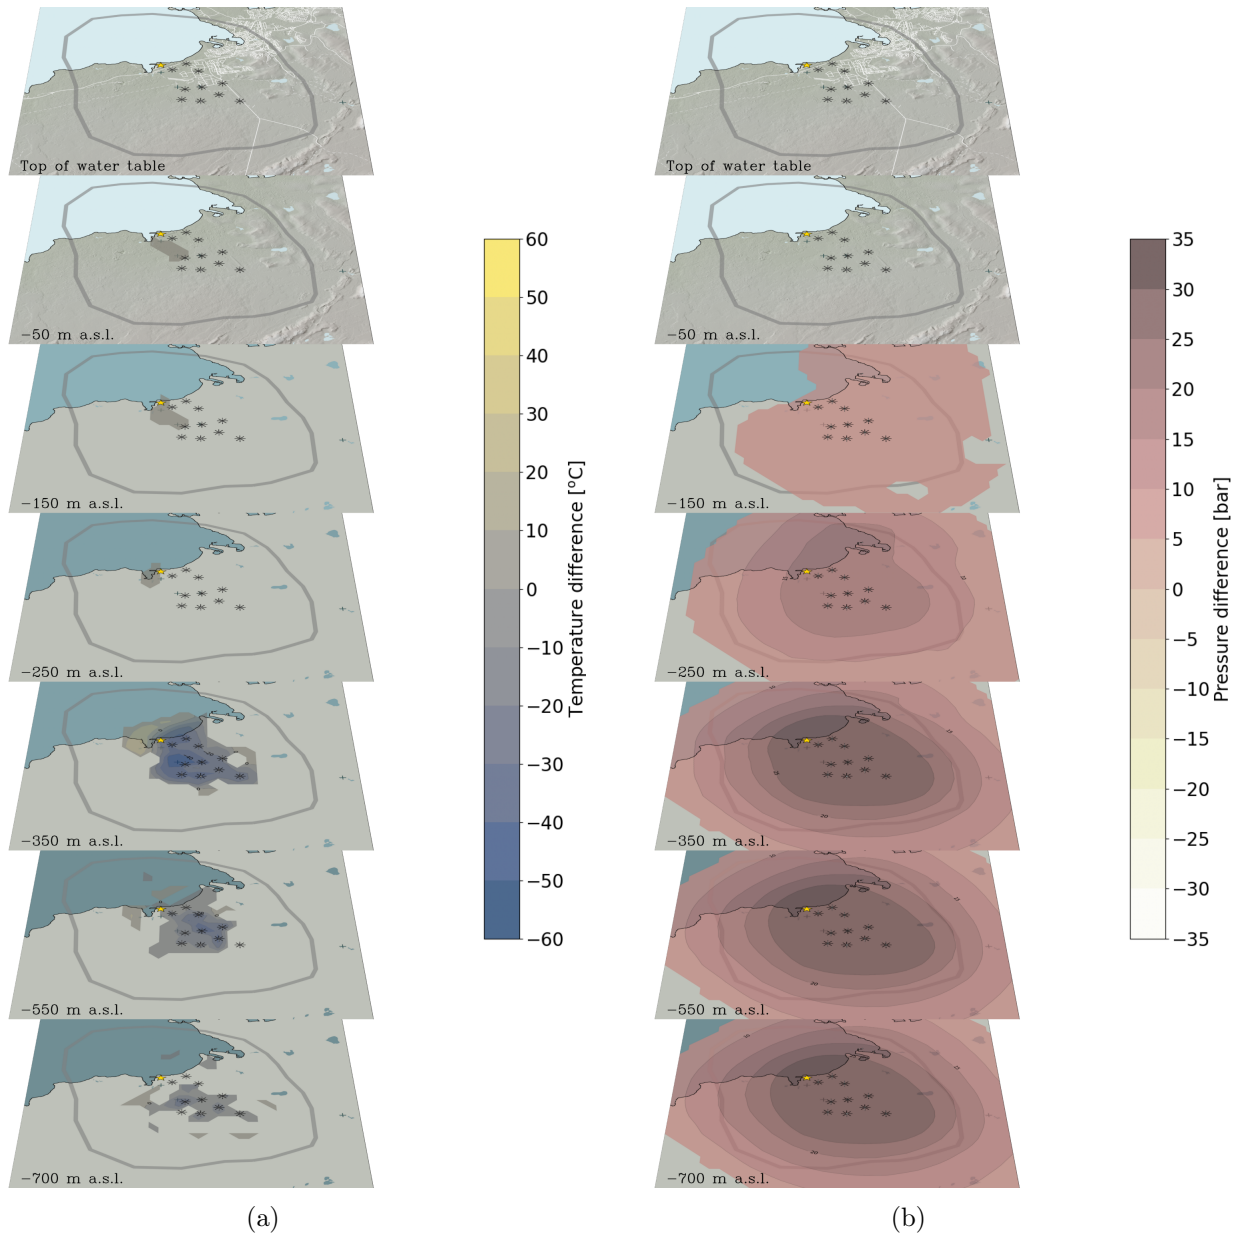 Top of water table
−50 m a.s.l.
−150 m a.s.l.
−250 m a.s.l.
−350 m a.s.l.
−550 m a.s.l.
−700 m a.s.l.
60
50
40
30
20
10
0
−10
−20
−30
−40
−50
−60
Temperature difference [°C]
(a)
Top of water table
−50 m a.s.l.
−150 m a.s.l.
−250 m a.s.l.
−350 m a.s.l.
−550 m a.s.l.
−700 m a.s.l.
35
30
25
20
15
10
5
0
−5
−10
−15
−20
−25
−30
−35
Pressure difference [bar]
(b)